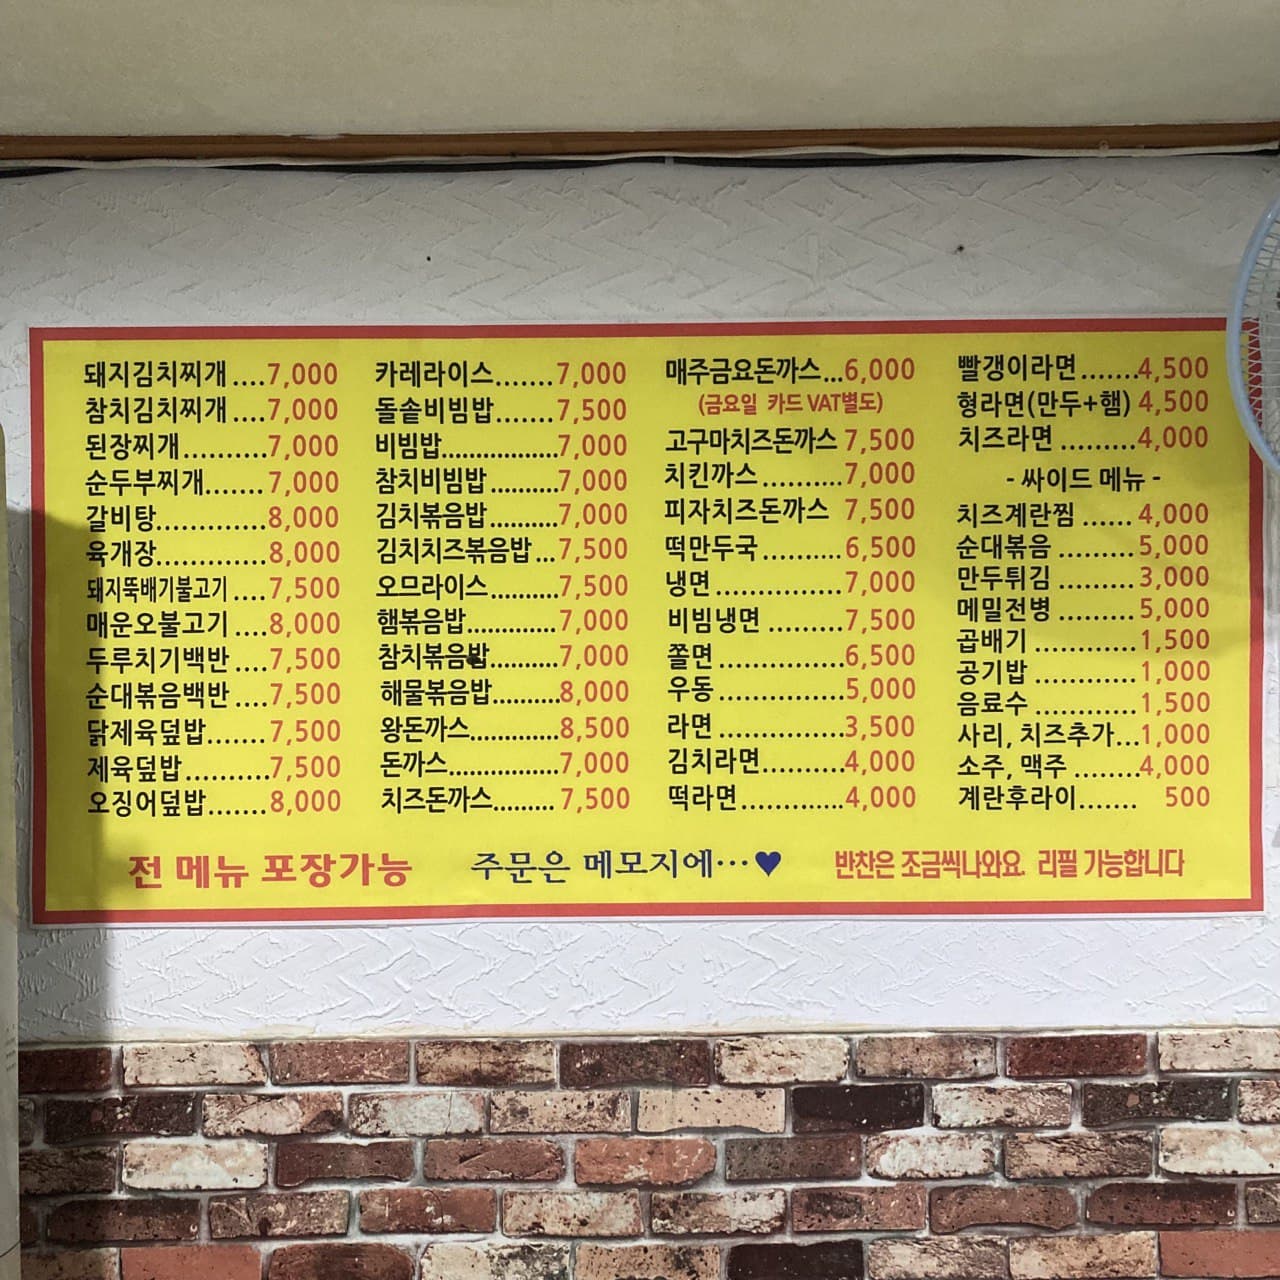 돼지김치찌개....7,000
참치김치찌개....7,000
된장찌개..........7,000
순두부찌개.......7,000
갈비탕.............8,000
육개장.............8,000
돼지뚝배기불고기....7,500
매운오불고기....8,000
두루치기백반....7,500
순대볶음백반....7,500
닭제육덮밥.......7,500
제육덮밥..........7,500
오징어덮밥.......8,000
카레라이스.......7,000
돌솥비빔밥.......7,500
비빔밥..................7,000
참치비빔밥..........7,000
김치볶음밥..........7,000
김치치즈볶음밥...7,500
오므라이스..........7,500
햄볶음밥.............7,000
참치볶음밥..........7,000
해물볶음밥..........8,000
왕돈까스.............8,500
돈까스................7,000
치즈돈까스.........7,500
매주금요돈까스...6,000
(금요일 카드 VAT별도)
고구마치즈돈까스 7,500
치킨까스..........7,000
피자치즈돈까스 7,500
떡만두국..........6,500
냉면................7,000
비빔냉면..........7,500
쫄면................6,500
우동................5,000
라면................3,500
김치라면..........4,000
떡라면.............4,000
빨갱이라면.......4,500
형라면(만두+햄) 4,500
치즈라면.........4,000
- 싸이드 메뉴 -
치즈계란찜......4,000
순대볶음.........5,000
만두튀김.........3,000
메밀전병.........5,000
곱배기............1,500
공기밥............1,000
음료수............1,500
사리, 치즈추가...1,000
소주, 맥주........4,000
계란후라이....... 500
전 메뉴 포장가능
주문은 메모지에…♥
반찬은 조금씩나와요. 리필 가능합니다